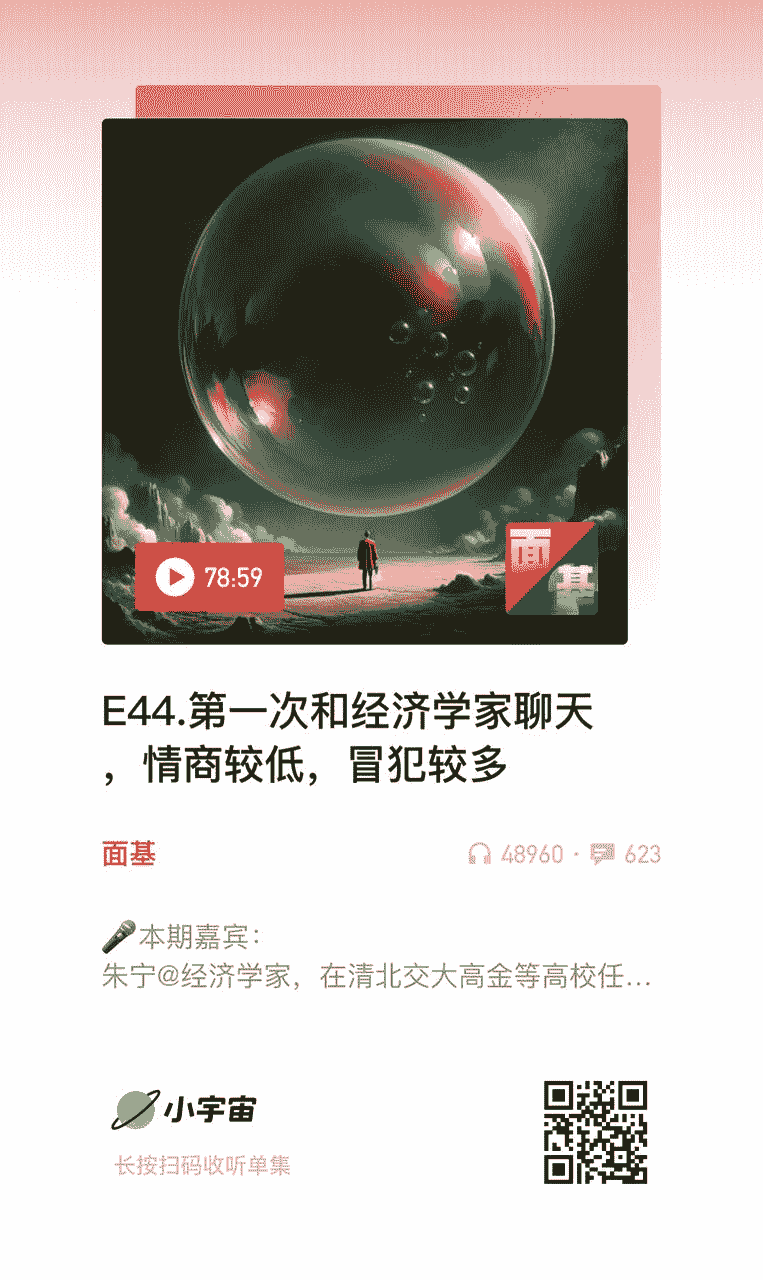 78:59
面
基
E44.第一次和经济学家聊天
，情商较低，冒犯较多
面基
48960 · 623
本期嘉宾：
朱宁@经济学家，在清北交大高金等高校任...
小宇宙
长按扫码收听单集